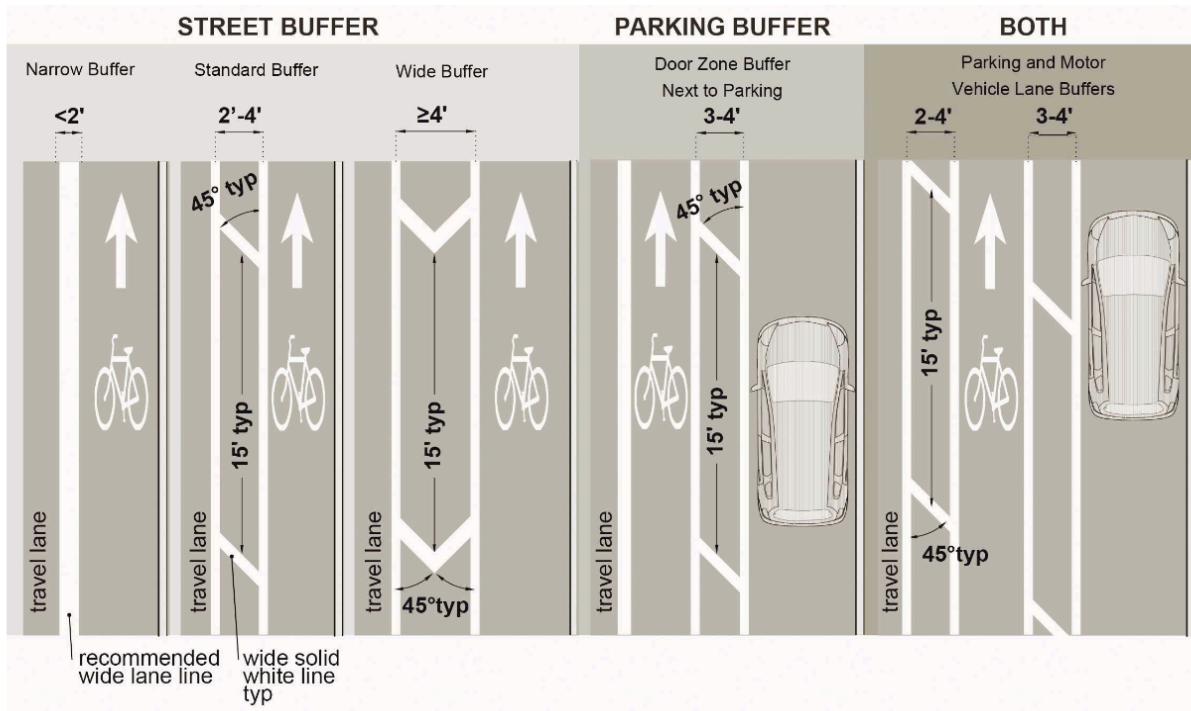 STREET BUFFER
PARKING BUFFER
BOTH
Narrow Buffer
Standard Buffer
Wide Buffer
Door Zone Buffer
Next to Parking
Parking and Motor
Vehicle Lane Buffers
<2'
2'-4'
≥4'
3-4'
2-4'
3-4'
45° typ
45° typ
15' typ
15' typ
15' typ
15' typ
45°typ
45°typ
travel lane
travel lane
travel lane
travel lane
travel lane
recommended
wide lane line
wide solid
white line
typ